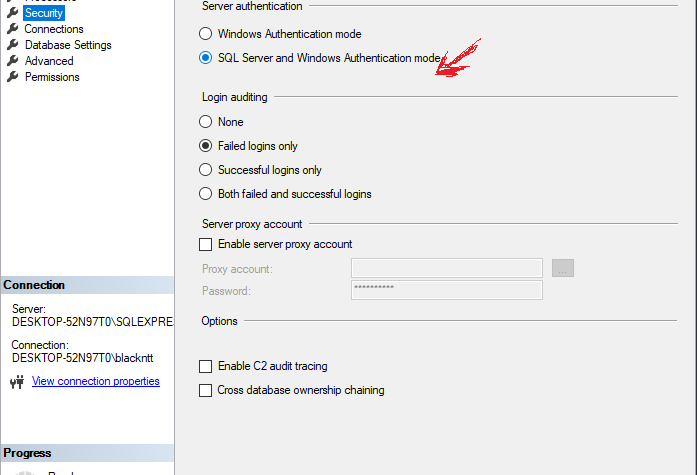 Security
Connections
Database Settings
Advanced
Permissions
Connection
Server:
DESKTOP-52N97T0\SQLEXPRE
Connection:
DESKTOP-52N97T0\blackntt
View connection properties
Progress
Server authentication
Windows Authentication mode
SQL Server and Windows Authentication mode
Login auditing
None
Failed logins only
Successful logins only
Both failed and successful logins
Server proxy account
Enable server proxy account
Proxy account:
...
Password:
**********
Options
Enable C2 audit tracing
Cross database ownership chaining